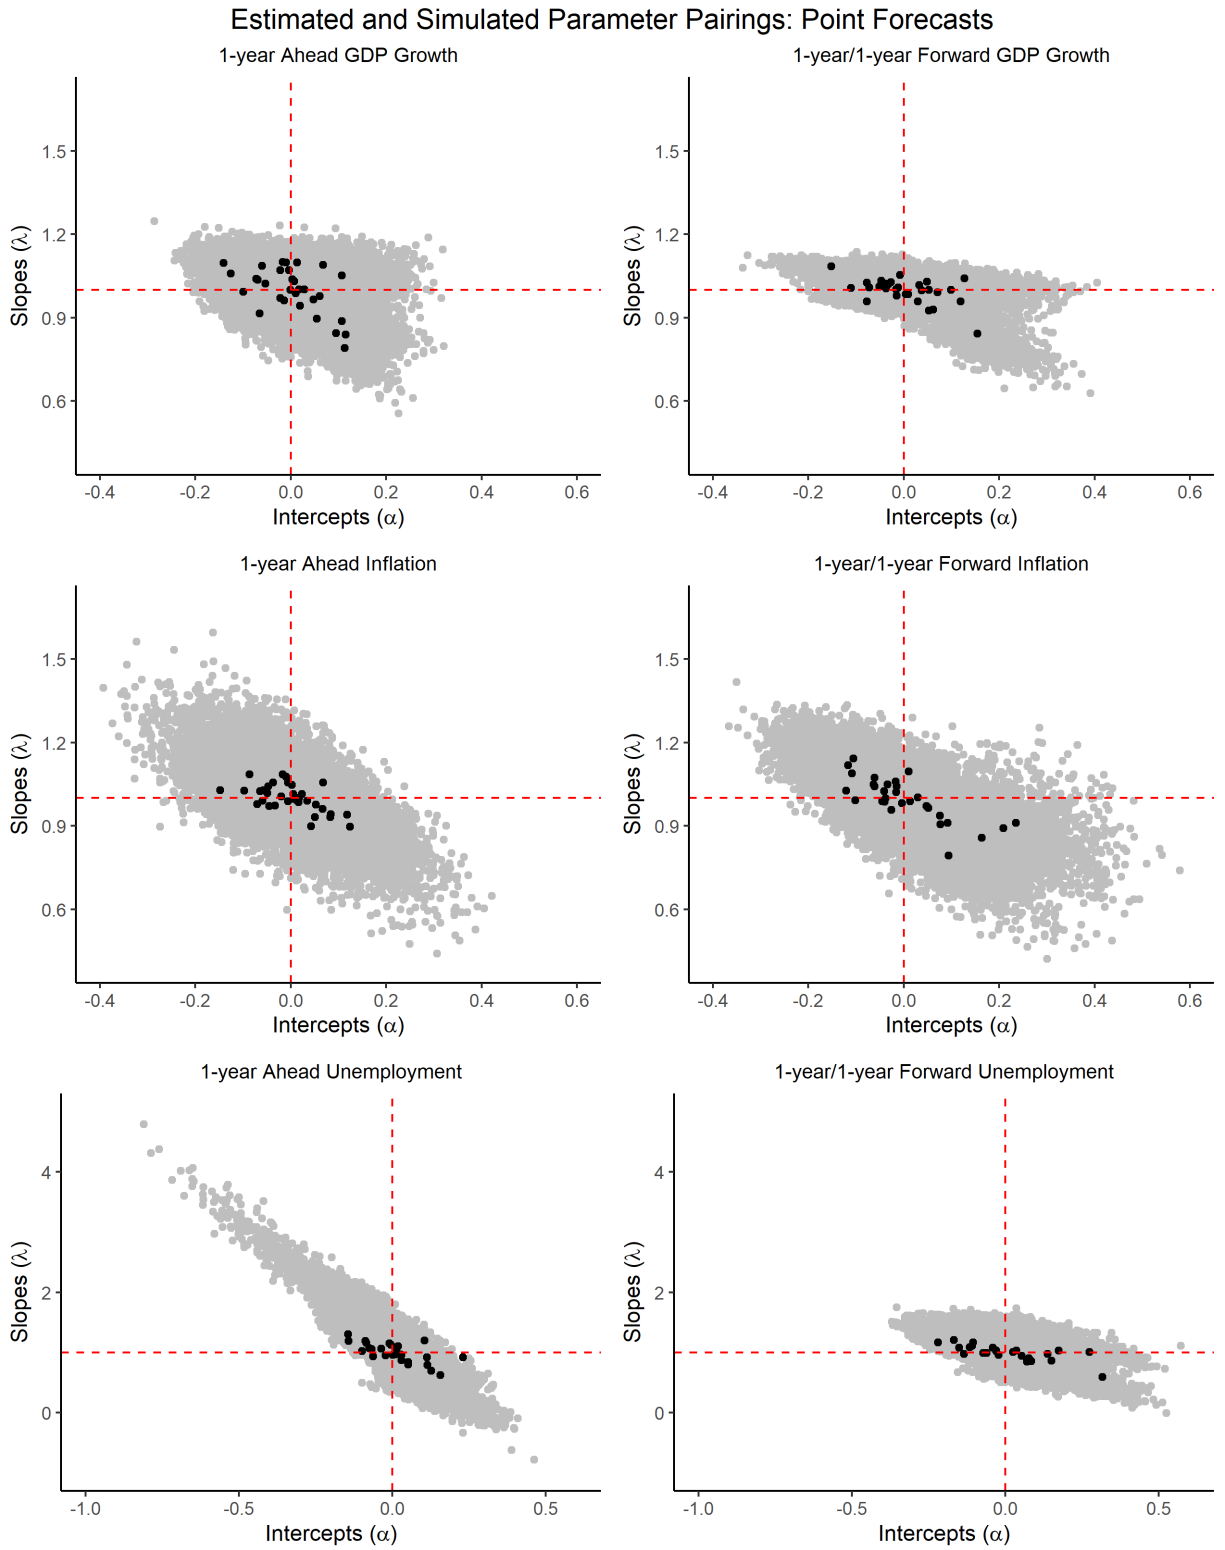 Estimated and Simulated Parameter Pairings: Point Forecasts
1-year Ahead GDP Growth
1.5
1.2
0.9
0.6
Slopes (λ)
-0.4 -0.2 0.0 0.2 0.4 0.6
Intercepts (α)
1-year/1-year Forward GDP Growth
1.5
1.2
0.9
0.6
Slopes (λ)
-0.4 -0.2 0.0 0.2 0.4 0.6
Intercepts (α)
1-year Ahead Inflation
1.5
1.2
0.9
0.6
Slopes (λ)
-0.4 -0.2 0.0 0.2 0.4 0.6
Intercepts (α)
1-year/1-year Forward Inflation
1.5
1.2
0.9
0.6
Slopes (λ)
-0.4 -0.2 0.0 0.2 0.4 0.6
Intercepts (α)
1-year Ahead Unemployment
4
2
0
Slopes (λ)
-1.0 -0.5 0.0 0.5
Intercepts (α)
1-year/1-year Forward Unemployment
4
2
0
Slopes (λ)
-1.0 -0.5 0.0 0.5
Intercepts (α)